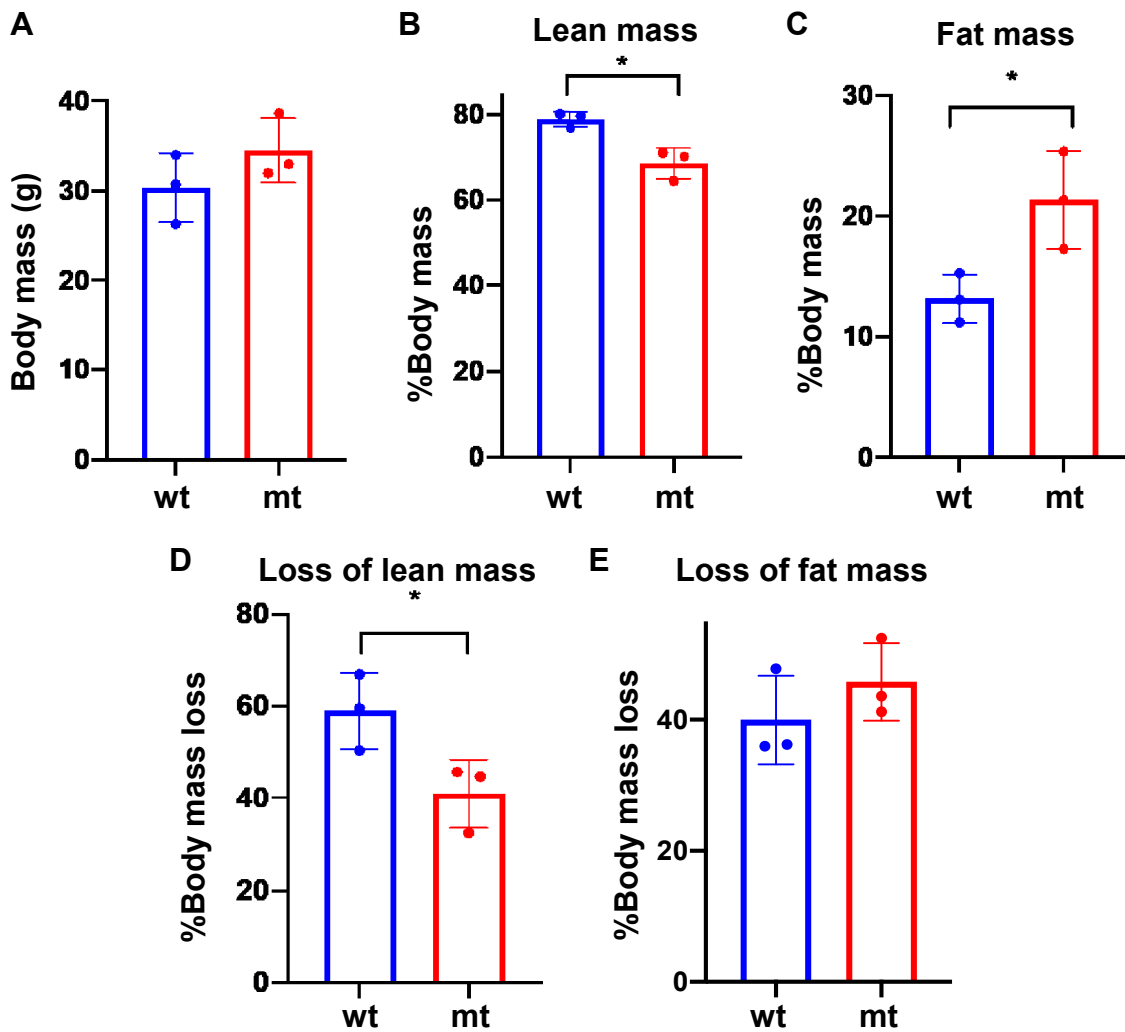 A
Body mass (g)
40
30
20
10
0
wt mt
B
Lean mass
*
%Body mass
80
60
40
20
0
wt mt
C
Fat mass
*
%Body mass
30
20
10
0
wt mt
D
Loss of lean mass
*
%Body mass loss
80
60
40
20
0
wt mt
E
Loss of fat mass
%Body mass loss
40
20
0
wt mt